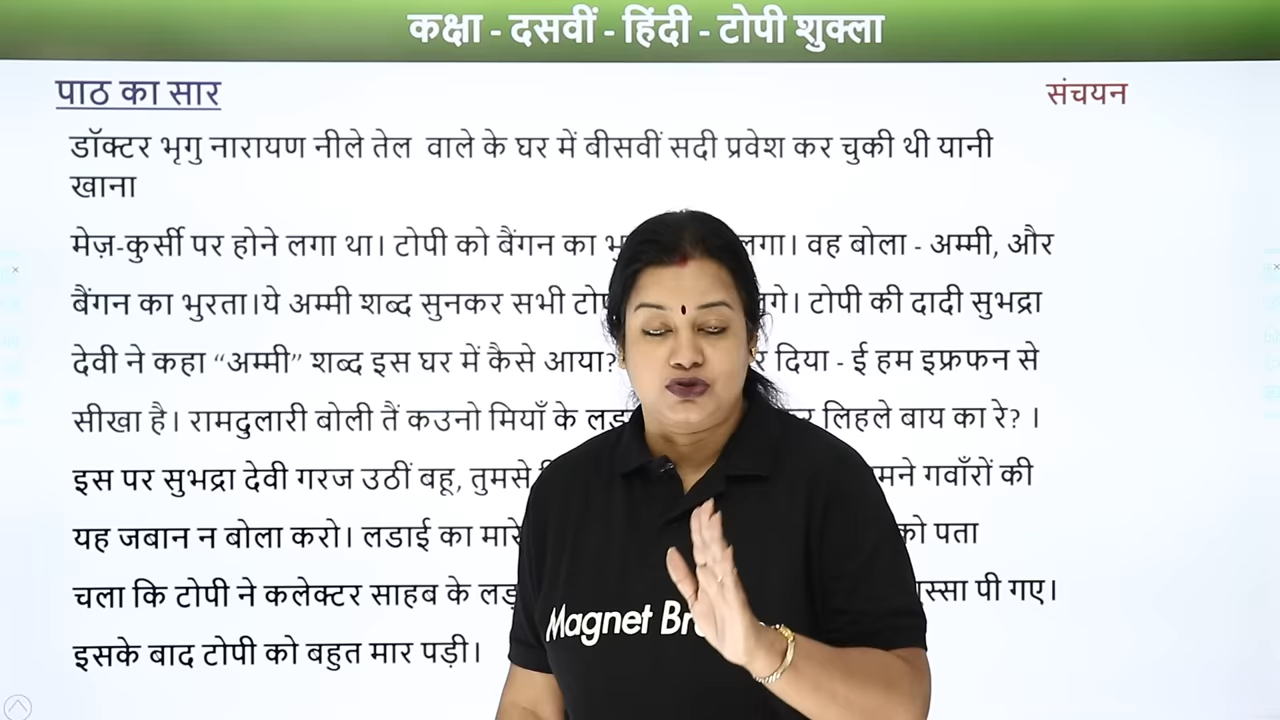 कक्षा - दसवीं - हिंदी - टोपी शुक्ला
पाठ का सार
संचयन
डॉक्टर भृगु नारायण नीले तेल वाले के घर में बीसवीं सदी प्रवेश कर चुकी थी यानी
खाना
मेज़-कुर्सी पर होने लगा था। टोपी को बैंगन का लगा। वह बोला - अम्मी, और
बैंगन का भुरता।ये अम्मी शब्द सुनकर सभी टोपी की दादी सुभद्रा
देवी ने कहा “अम्मी” शब्द इस घर में कैसे आया? दिया - ई हम इफ्रफन से
सीखा है। रामदुलारी बोली तैं कउनो मियाँ के लिहले बाय का रे? ।
इस पर सुभद्रा देवी गरज उठीं बहू, तुमसे गवाँरों की
यह जबान न बोला करो। लडाई का को पता
चला कि टोपी ने कलेक्टर साहब के पी गए।
इसके बाद टोपी को बहुत मार पड़ी।
Magnet